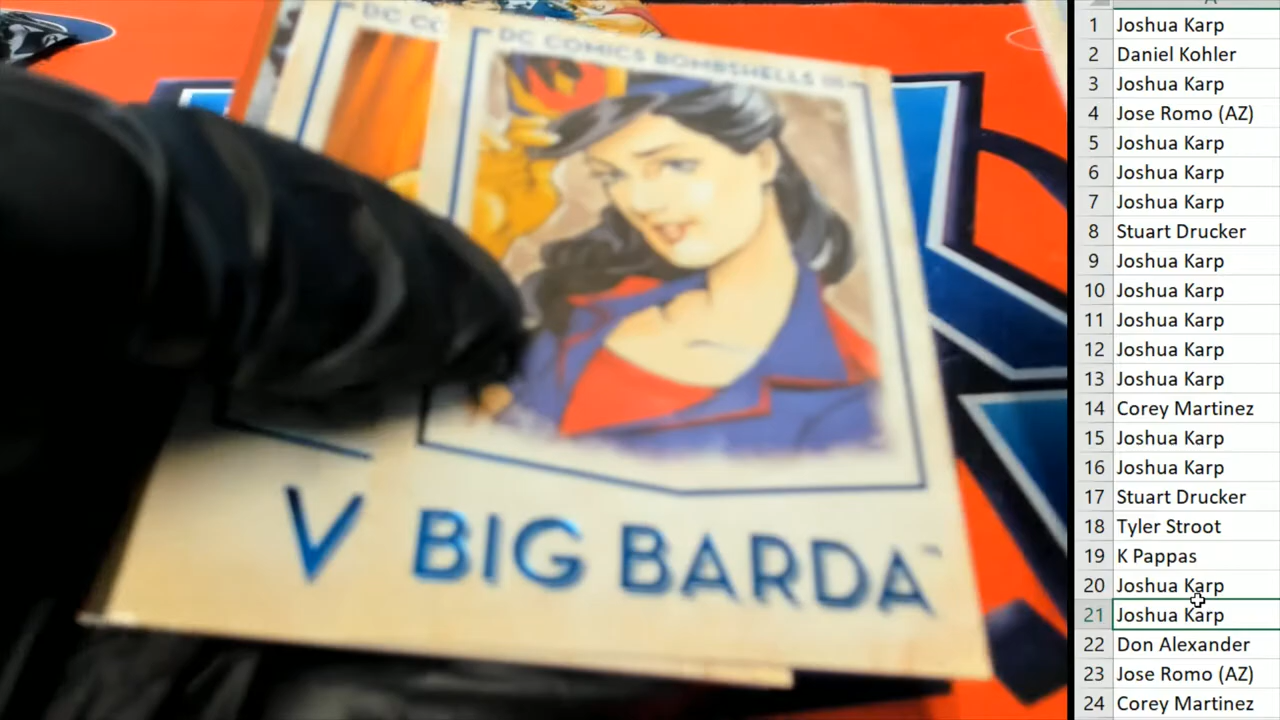 DC CO
DC COMICS BOMBSHELLS III
V
BIG BARDA™
A
1 Joshua Karp
2 Daniel Kohler
3 Joshua Karp
4 Jose Romo (AZ)
5 Joshua Karp
6 Joshua Karp
7 Joshua Karp
8 Stuart Drucker
9 Joshua Karp
10 Joshua Karp
11 Joshua Karp
12 Joshua Karp
13 Joshua Karp
14 Corey Martinez
15 Joshua Karp
16 Joshua Karp
17 Stuart Drucker
18 Tyler Stroot
19 K Pappas
20 Joshua Karp
21 Joshua Karp
22 Don Alexander
23 Jose Romo (AZ)
24 Corey Martinez